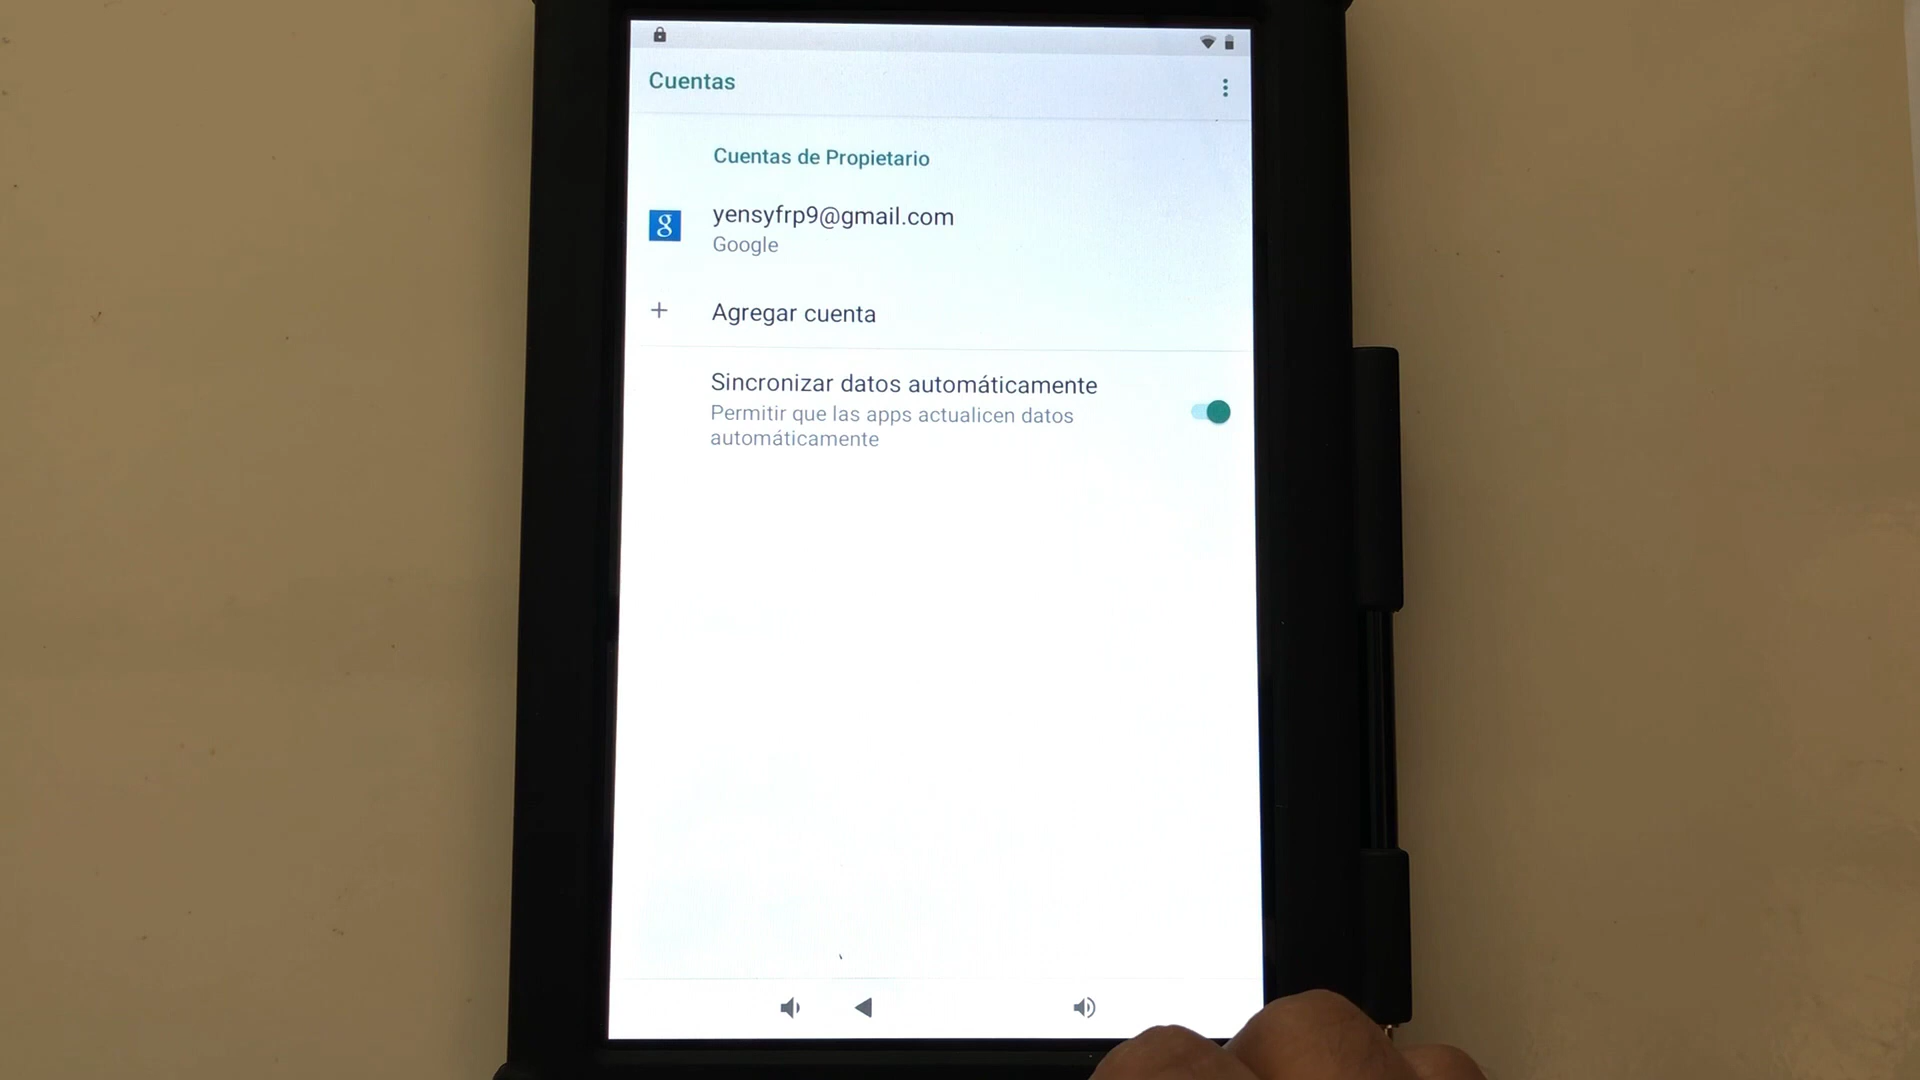 Cuentas
Cuentas de Propietario
g
yensyfrp9@gmail.com
Google
Agregar cuenta
Sincronizar datos automáticamente
Permitir que las apps actualicen datos
automáticamente